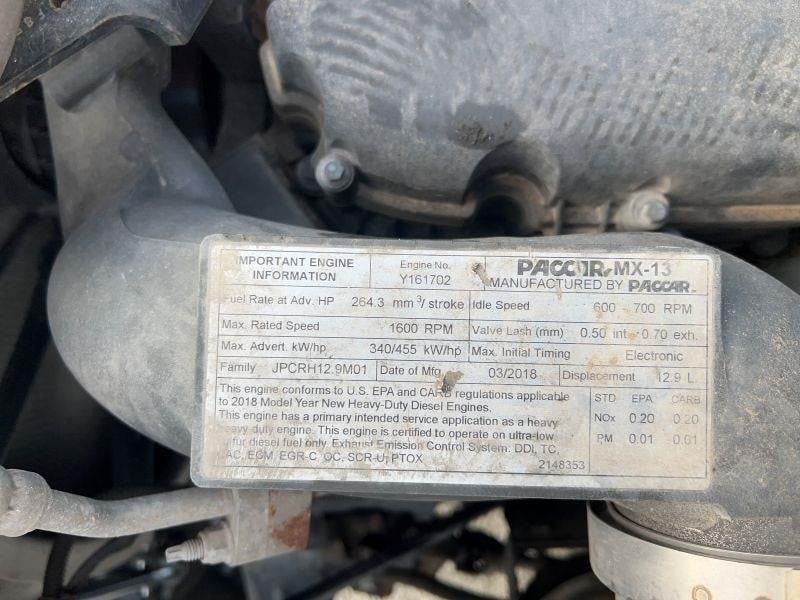 IMPORTANT ENGINE INFORMATION
Engine No. Y161702
PACCAR MX-13
MANUFACTURED BY PACCAR
Fuel Rate at Adv. HP 264.3 mm³/ stroke Idle Speed 600 - 700 RPM
Max. Rated Speed 1600 RPM Valve Lash (mm) 0.50 int - 0.70 exh.
Max. Advert. kW/hp 340/455 kW/hp Max. Initial Timing Electronic
Family JPCRH12.9M01 Date of Mfg. 03/2018 Displacement 12.9 L
This engine conforms to U.S. EPA and CARB regulations applicable
to 2018 Model Year New Heavy-Duty Diesel Engines.
This engine has a primary intended service application as a heavy
heavy-duty engine. This engine is certified to operate on ultra-low
sulfur diesel fuel only. Exhaust Emission Control System: DDI, TC,
CAC, ECM, EGR-C, OC, SCR-U, PTOX
2148353
STD EPA CARB
NOx 0.20 0.20
PM 0.01 0.01